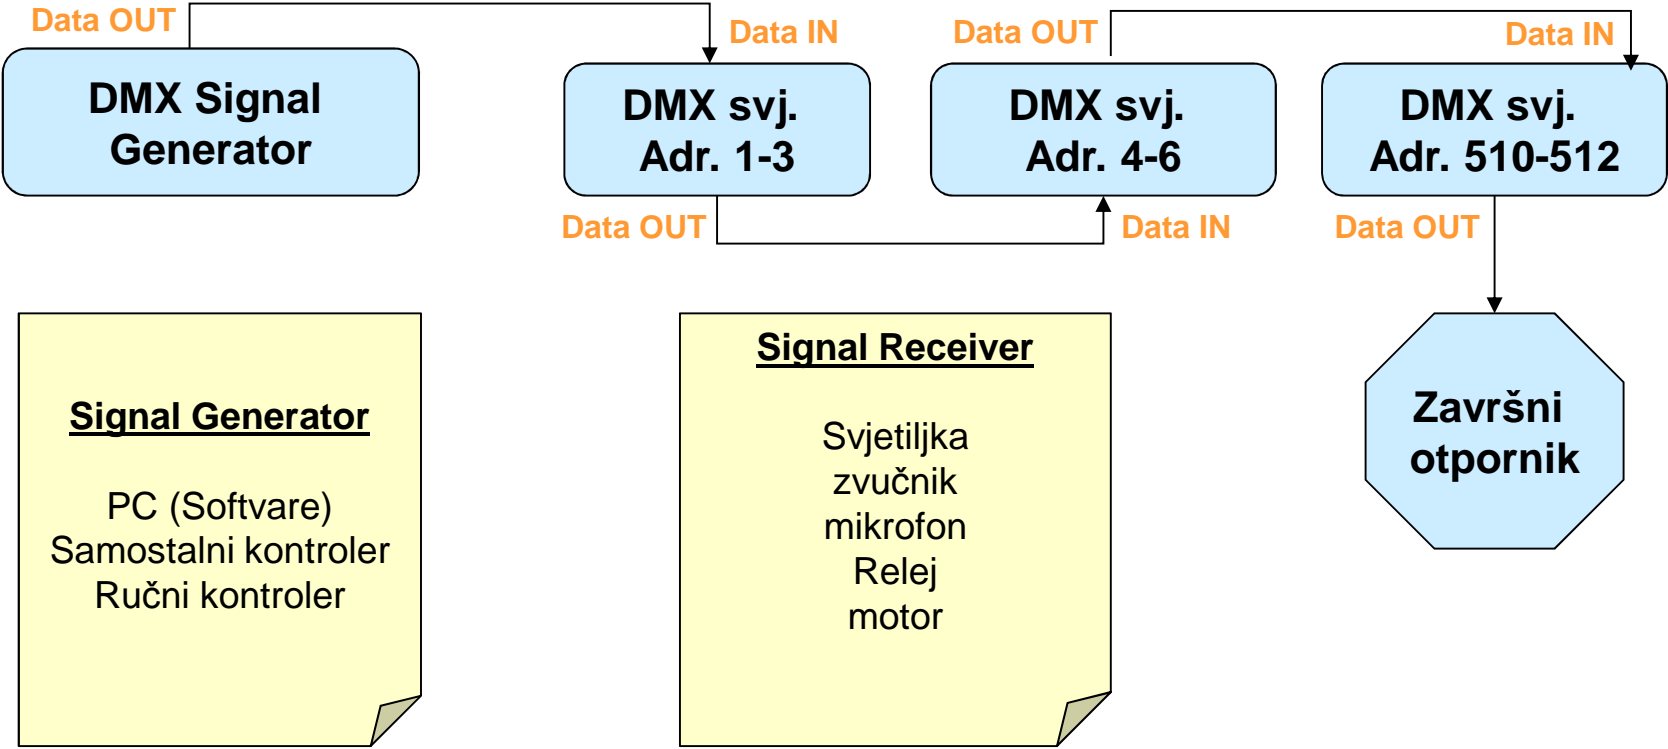 Data OUT
Data IN
Data OUT
Data IN
DMX Signal
Generator
DMX svj.
Adr. 1-3
DMX svj.
Adr. 4-6
DMX svj.
Adr. 510-512
Data OUT
Data IN
Data OUT
Signal Generator
PC (Softvare)
Samostalni kontroler
Ručni kontroler
Signal Receiver
Svjetiljka
zvučnik
mikrofon
Relej
motor
Završni
otpornik